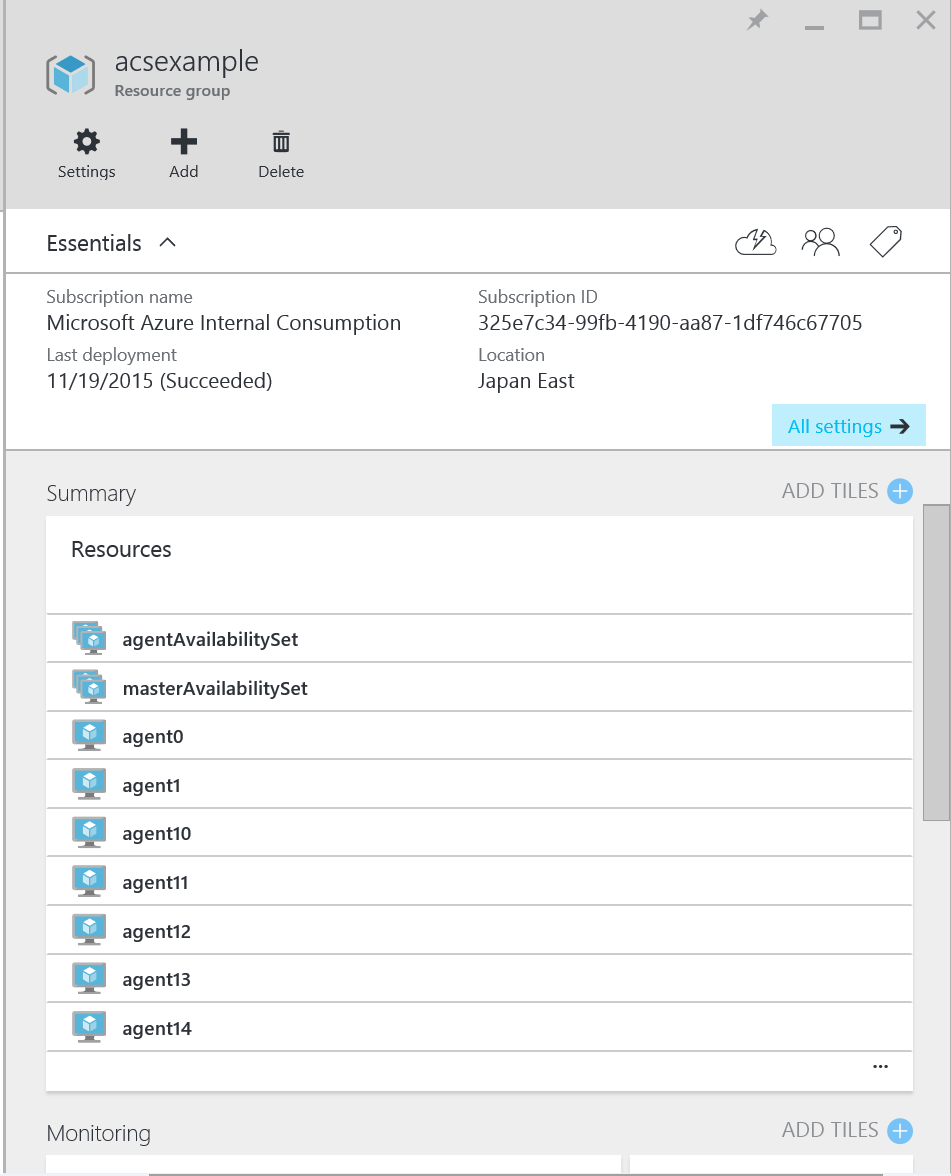 acsexample
Resource group
Settings Add Delete
Essentials
Subscription name Subscription ID
Microsoft Azure Internal Consumption 325e7c34-99fb-4190-aa87-1df746c67705
Last deployment Location
11/19/2015 (Succeeded) Japan East
All settings
Summary ADD TILES
Resources
agentAvailabilitySet
masterAvailabilitySet
agent0
agent1
agent10
agent11
agent12
agent13
agent14
...
Monitoring ADD TILES